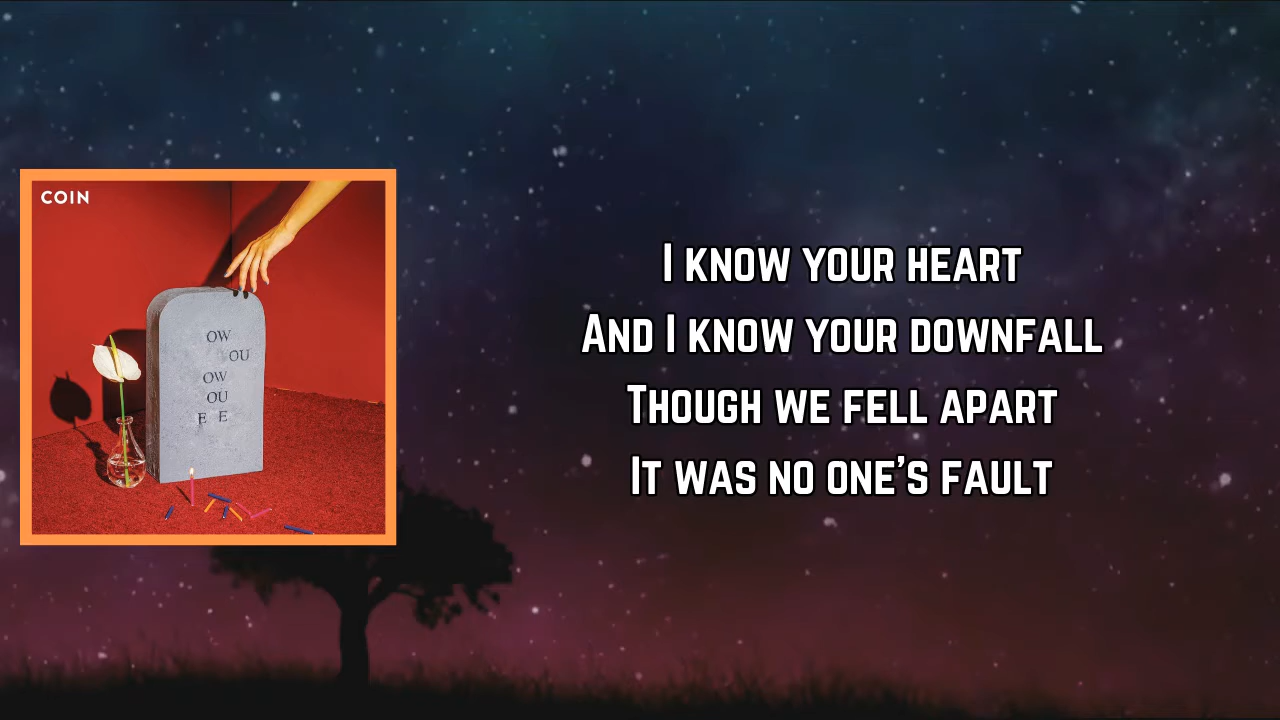 COIN
OW
OU
OW
OU
E E
I KNOW YOUR HEART
AND I KNOW YOUR DOWNFALL
THOUGH WE FELL APART
IT WAS NO ONE'S FAULT